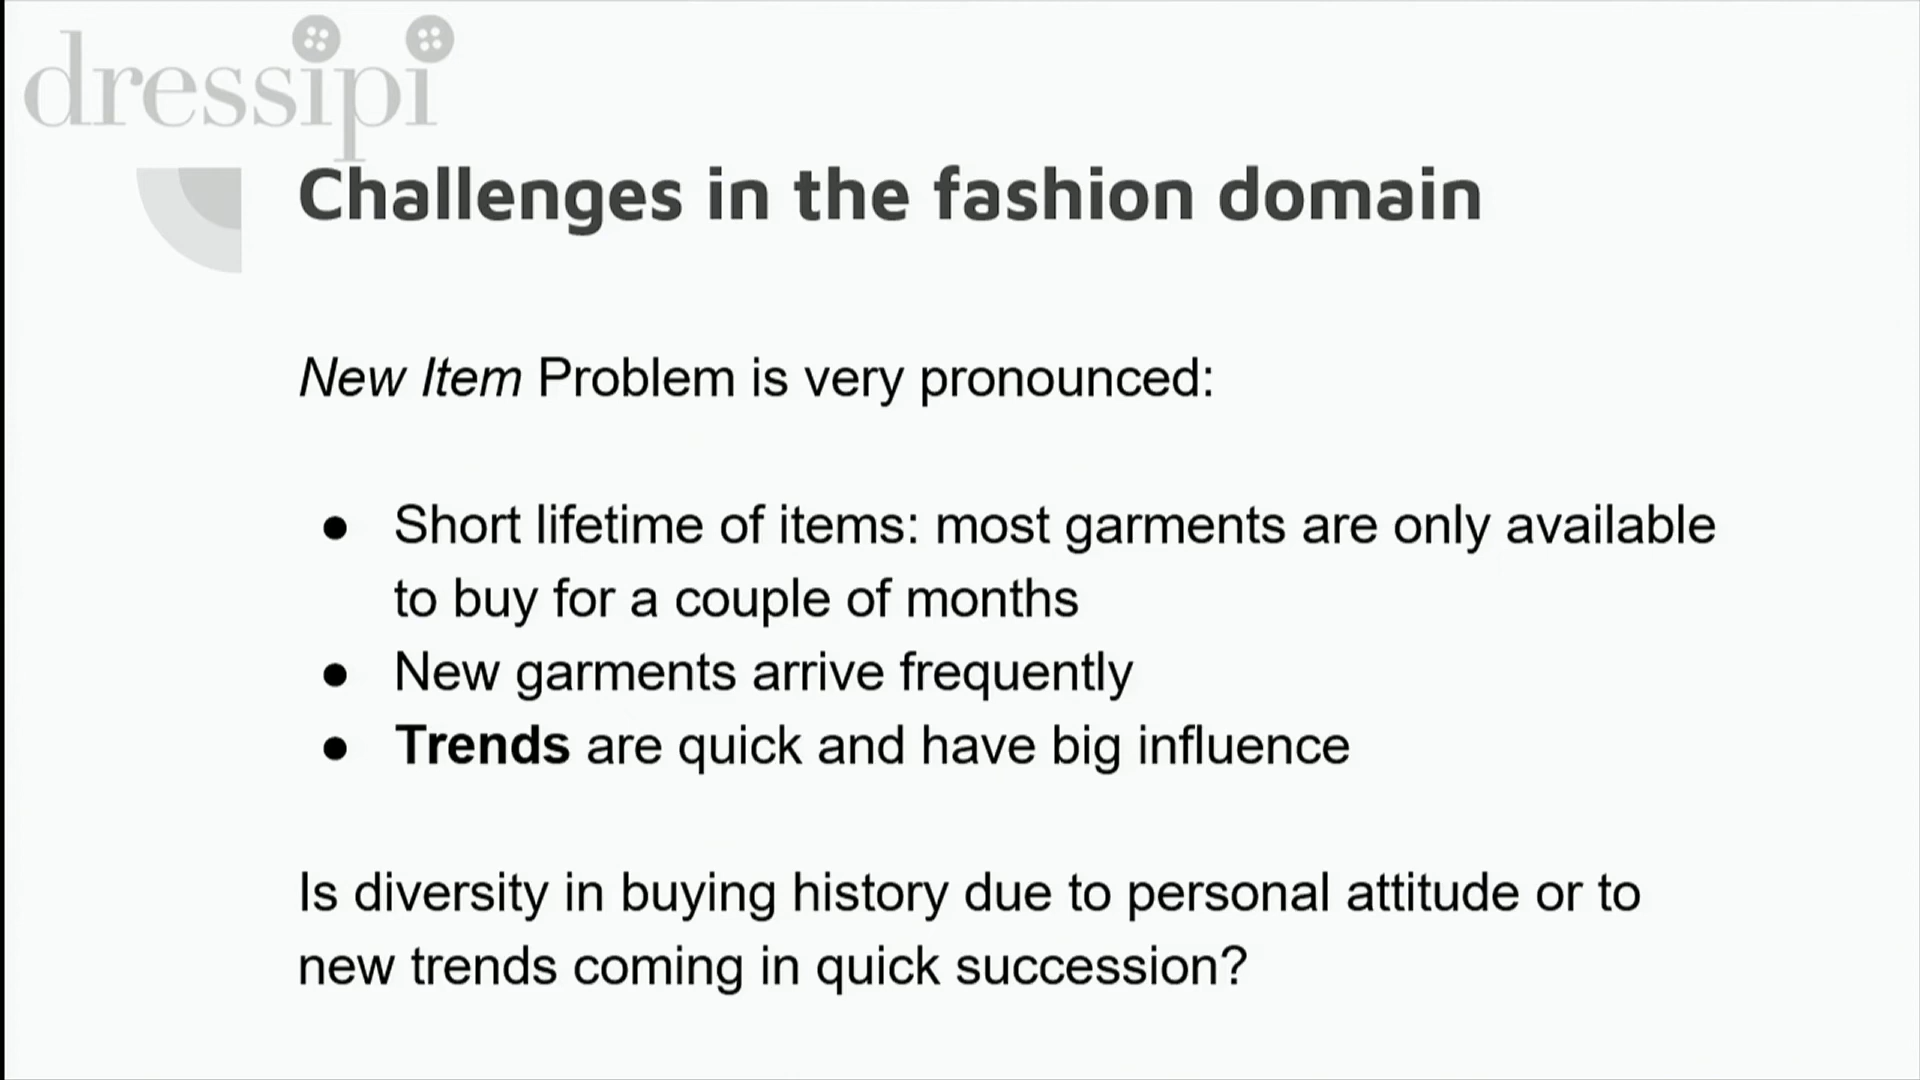 dressipi
Challenges in the fashion domain
New Item Problem is very pronounced:
● Short lifetime of items: most garments are only available
to buy for a couple of months
● New garments arrive frequently
● Trends are quick and have big influence
Is diversity in buying history due to personal attitude or to
new trends coming in quick succession?